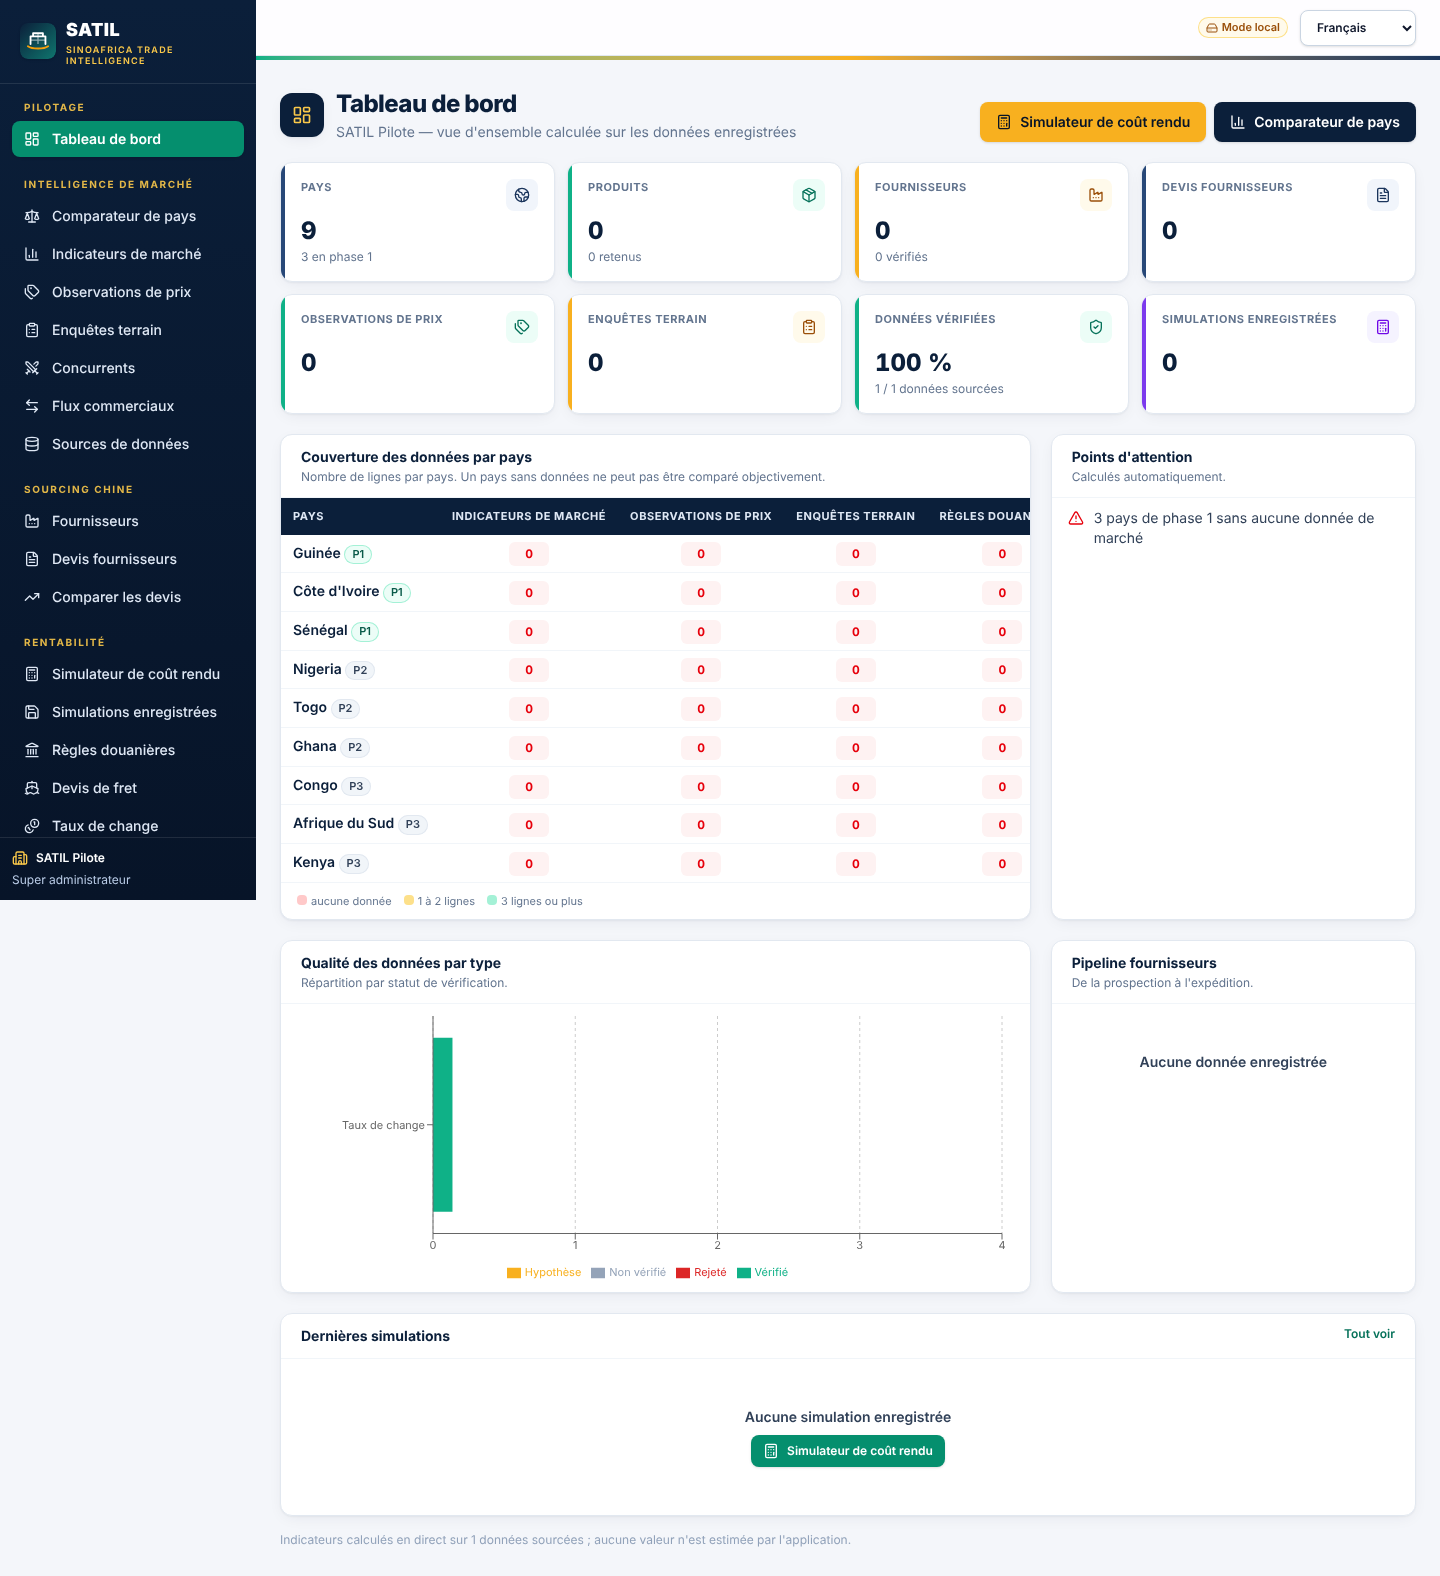 SATIL
SINOAFRICA TRADE
INTELLIGENCE
PILOTAGE
Tableau de bord
INTELLIGENCE DE MARCHÉ
Comparateur de pays
Indicateurs de marché
Observations de prix
Enquêtes terrain
Concurrents
Flux commerciaux
Sources de données
SOURCING CHINE
Fournisseurs
Devis fournisseurs
Comparer les devis
RENTABILITÉ
Simulateur de coût rendu
Simulations enregistrées
Règles douanières
Devis de fret
Taux de change
SATIL Pilote
Super administrateur
Mode local
Français
Tableau de bord
SATIL Pilote — vue d'ensemble calculée sur les données enregistrées
Simulateur de coût rendu
Comparateur de pays
PAYS
9
3 en phase 1
PRODUITS
0
0 retenus
FOURNISSEURS
0
0 vérifiés
DEVIS FOURNISSEURS
0
OBSERVATIONS DE PRIX
0
ENQUÊTES TERRAIN
0
DONNÉES VÉRIFIÉES
100 %
1 / 1 données sourcées
SIMULATIONS ENREGISTRÉES
0
Couverture des données par pays
Nombre de lignes par pays. Un pays sans données ne peut pas être comparé objectivement.
PAYS INDICATEURS DE MARCHÉ OBSERVATIONS DE PRIX ENQUÊTES TERRAIN RÈGLES DOUAN
Guinée P1 0 0 0 0
Côte d'Ivoire P1 0 0 0 0
Sénégal P1 0 0 0 0
Nigeria P2 0 0 0 0
Togo P2 0 0 0 0
Ghana P2 0 0 0 0
Congo P3 0 0 0 0
Afrique du Sud P3 0 0 0 0
Kenya P3 0 0 0 0
aucune donnée 1 à 2 lignes 3 lignes ou plus
Points d'attention
Calculés automatiquement.
3 pays de phase 1 sans aucune donnée de
marché
Qualité des données par type
Répartition par statut de vérification.
Taux de change
0 1 2 3 4
Hypothèse Non vérifié Rejeté Vérifié
Pipeline fournisseurs
De la prospection à l'expédition.
Aucune donnée enregistrée
Dernières simulations
Tout voir
Aucune simulation enregistrée
Simulateur de coût rendu
Indicateurs calculés en direct sur 1 données sourcées ; aucune valeur n'est estimée par l'application.